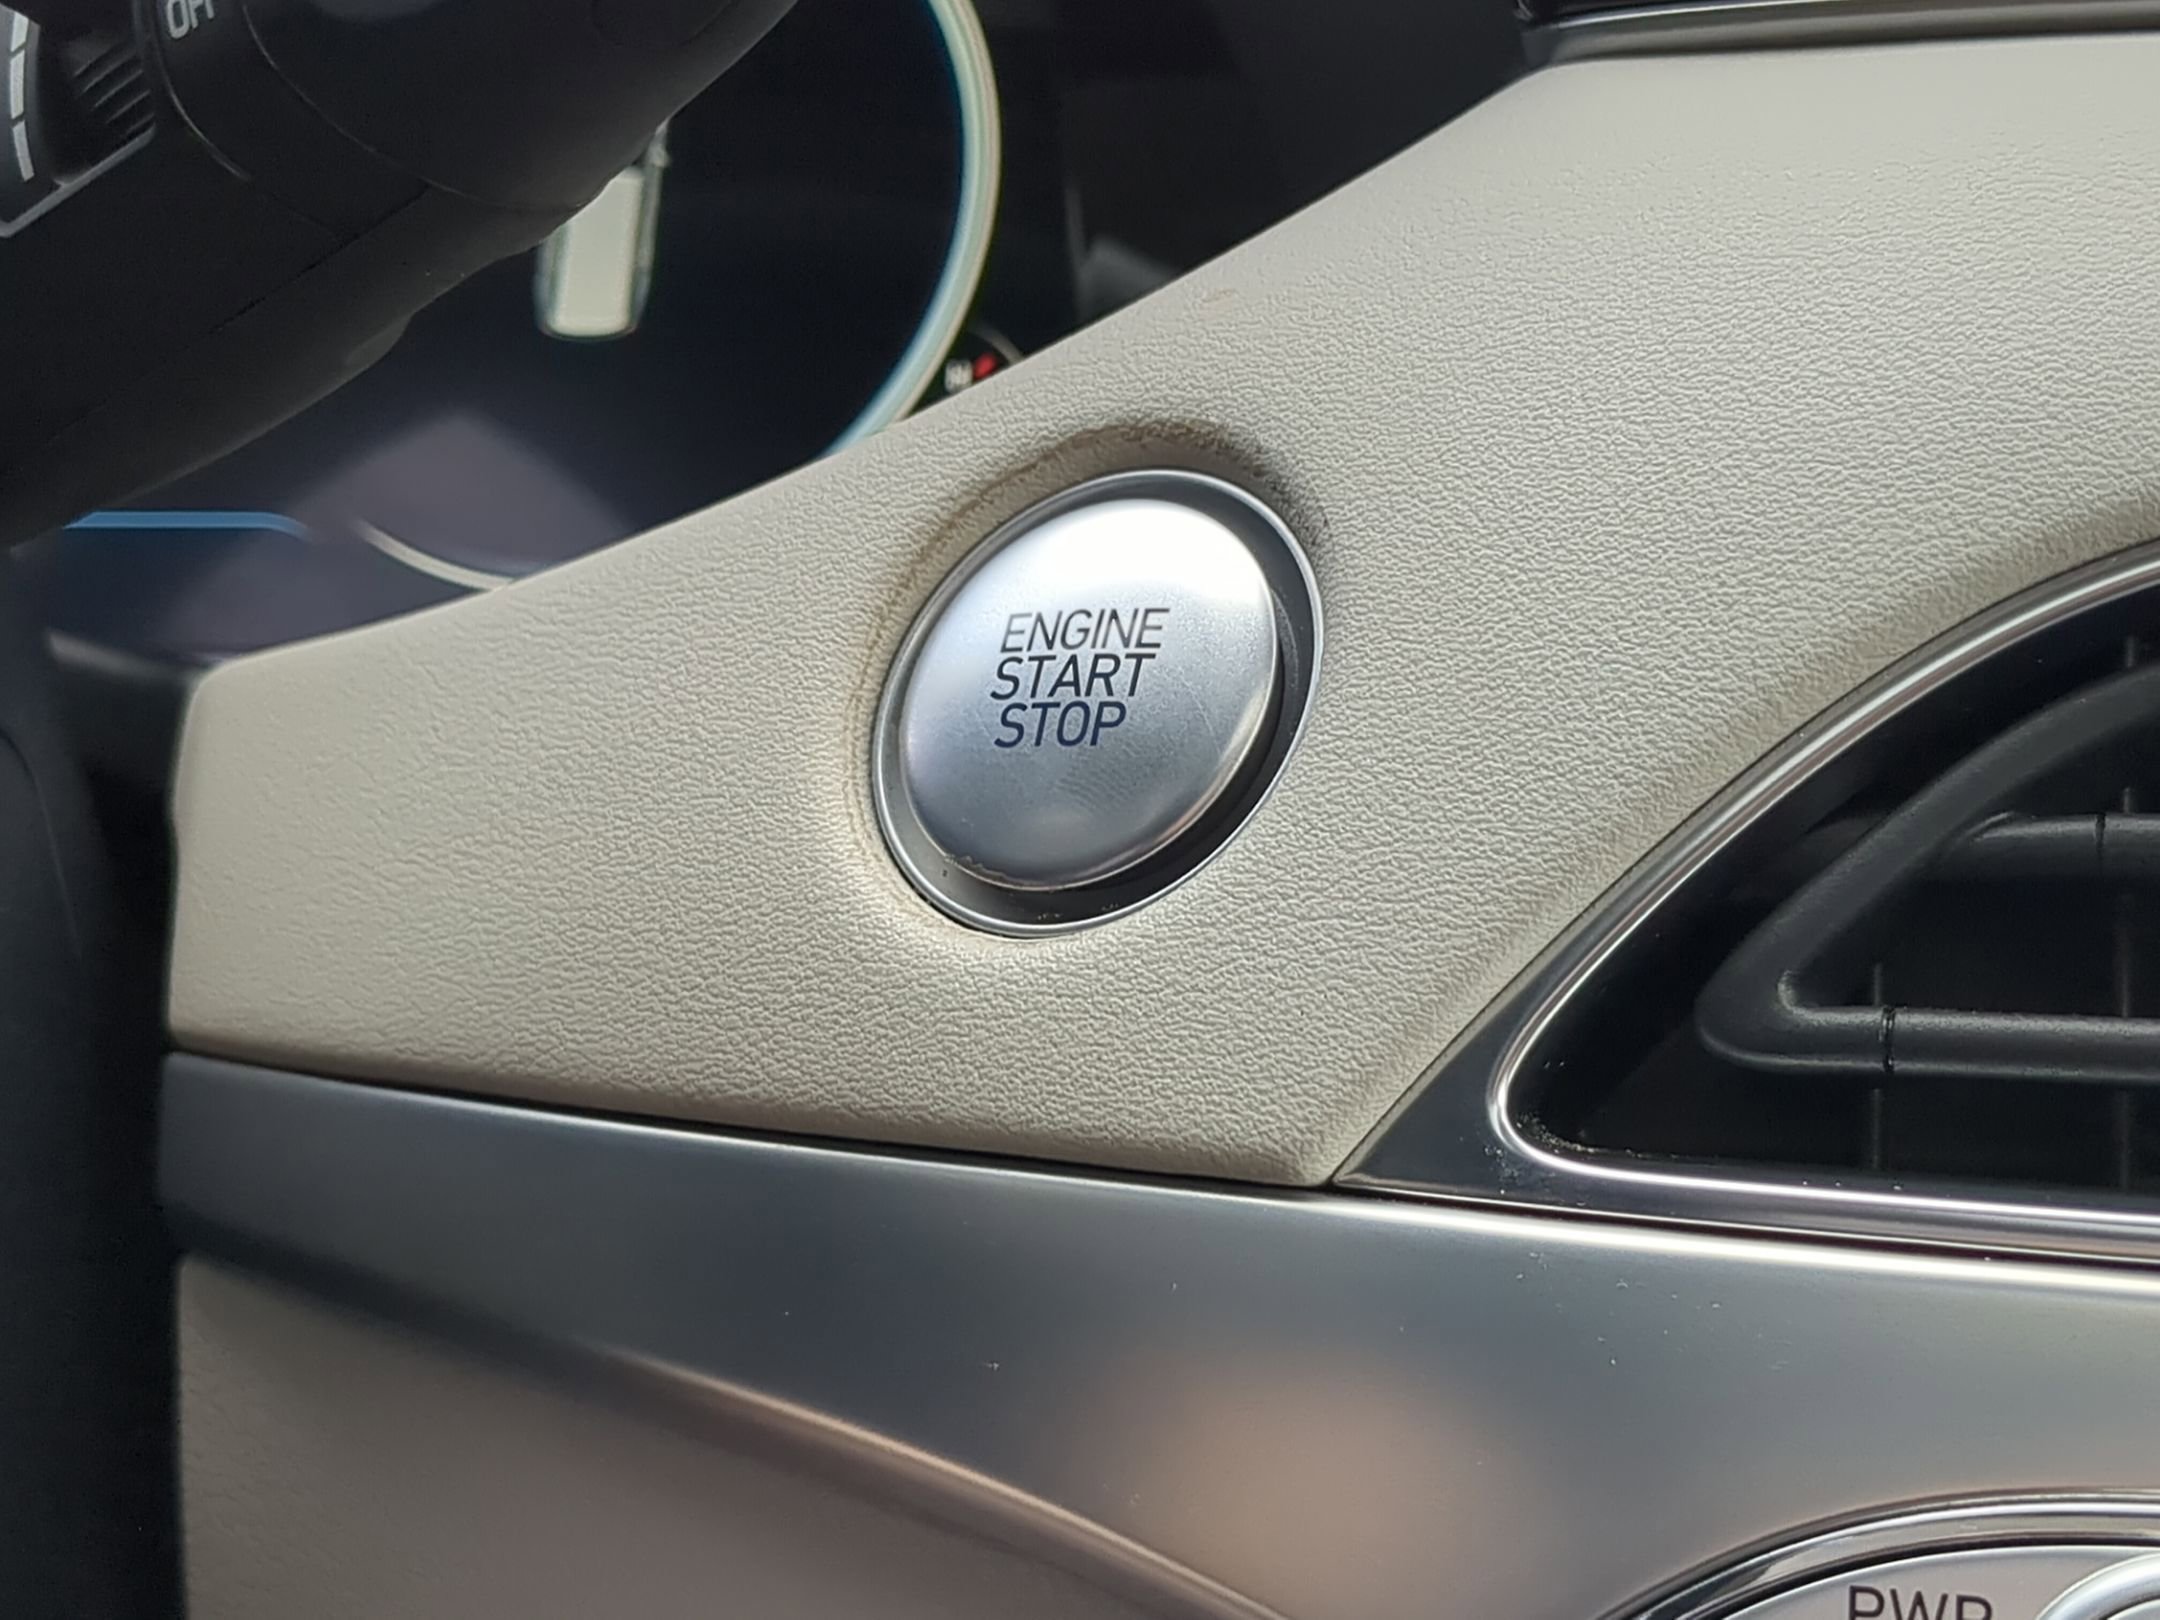 OFF
ENGINE
START
STOP
PWR